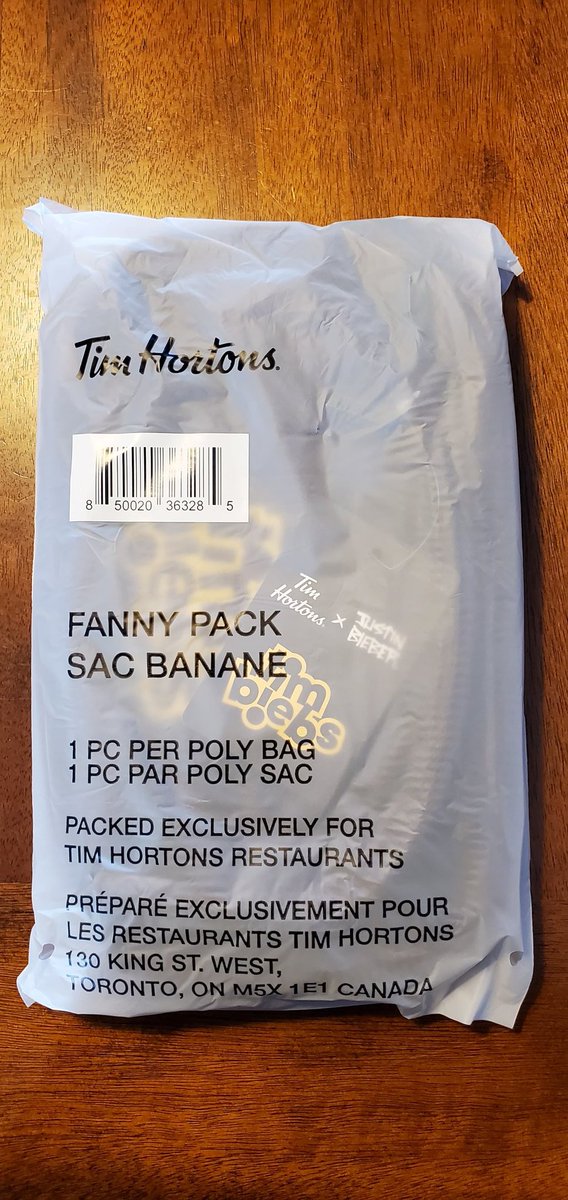 Tim Hortons.
8 50020 36328 5
Tim
Hortons. x JUSTIN
BIEBER
FANNY PACK
SAC BANANE
tim
biebs
1 PC PER POLY BAG
1 PC PAR POLY SAC
PACKED EXCLUSIVELY FOR
TIM HORTONS RESTAURANTS
PRÉPARÉ EXCLUSIVEMENT POUR
LES RESTAURANTS TIM HORTONS
130 KING ST. WEST,
TORONTO, ON M5X 1E1 CANADA